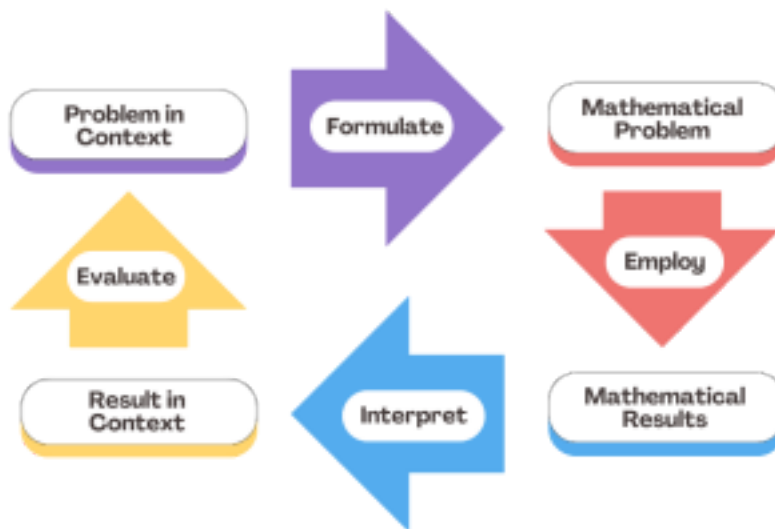 Problem in
Context
Formulate
Mathematical
Problem
Evaluate
Employ
Result in
Context
Interpret
Mathematical
Results